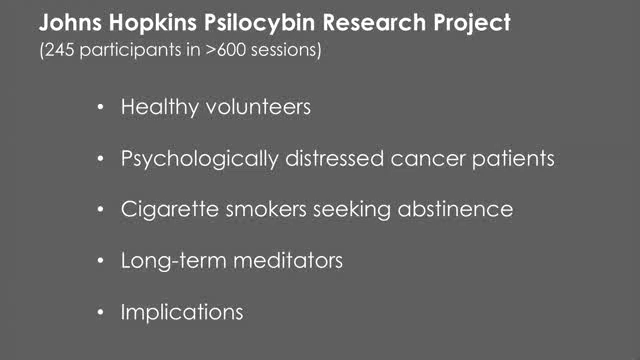 Johns Hopkins Psilocybin Research Project
(245 participants in >600 sessions)
• Healthy volunteers
• Psychologically distressed cancer patients
• Cigarette smokers seeking abstinence
• Long-term meditators
• Implications